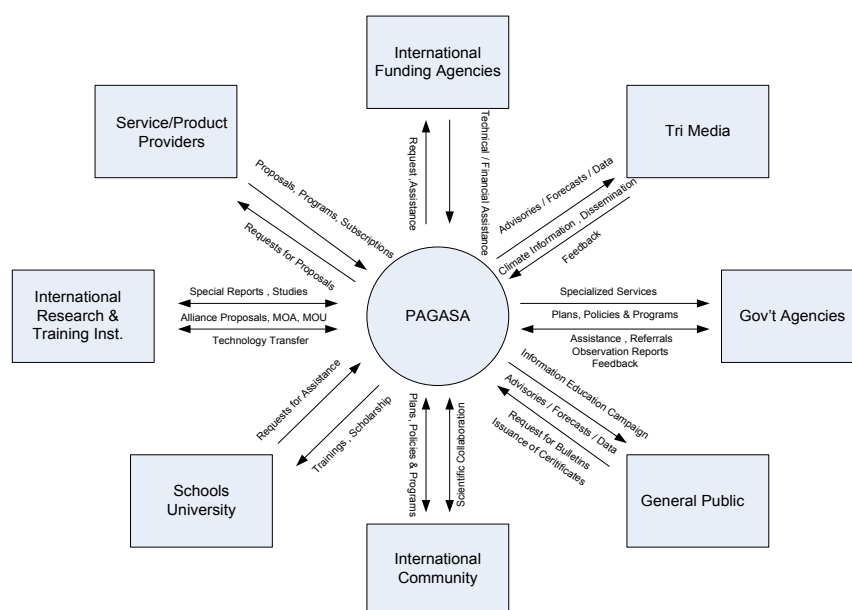 International
Funding Agencies
Service/Product
Providers
Tri Media
Request ,Assistance
Technical / Financial Assistance
Proposals, Programs, Subscriptions
Requests for Proposals
Advisories / Forecasts / Data
Climate Information , Dissemination
Feedback
International
Research &
Training Inst.
Special Reports , Studies
Alliance Proposals, MOA, MOU
Technology Transfer
PAGASA
Specialized Services
Plans, Policies & Programs
Assistance , Referrals
Observation Reports
Feedback
Gov't Agencies
Requests for Assistance
Trainings , Scholarship
Plans, Policies
& Programs
Scientific Collaboration
Information Education Campaign
Advisories / Forecasts / Data
Request for Bulletins
Issuance of Ceritificates
Schools
University
General Public
International
Community